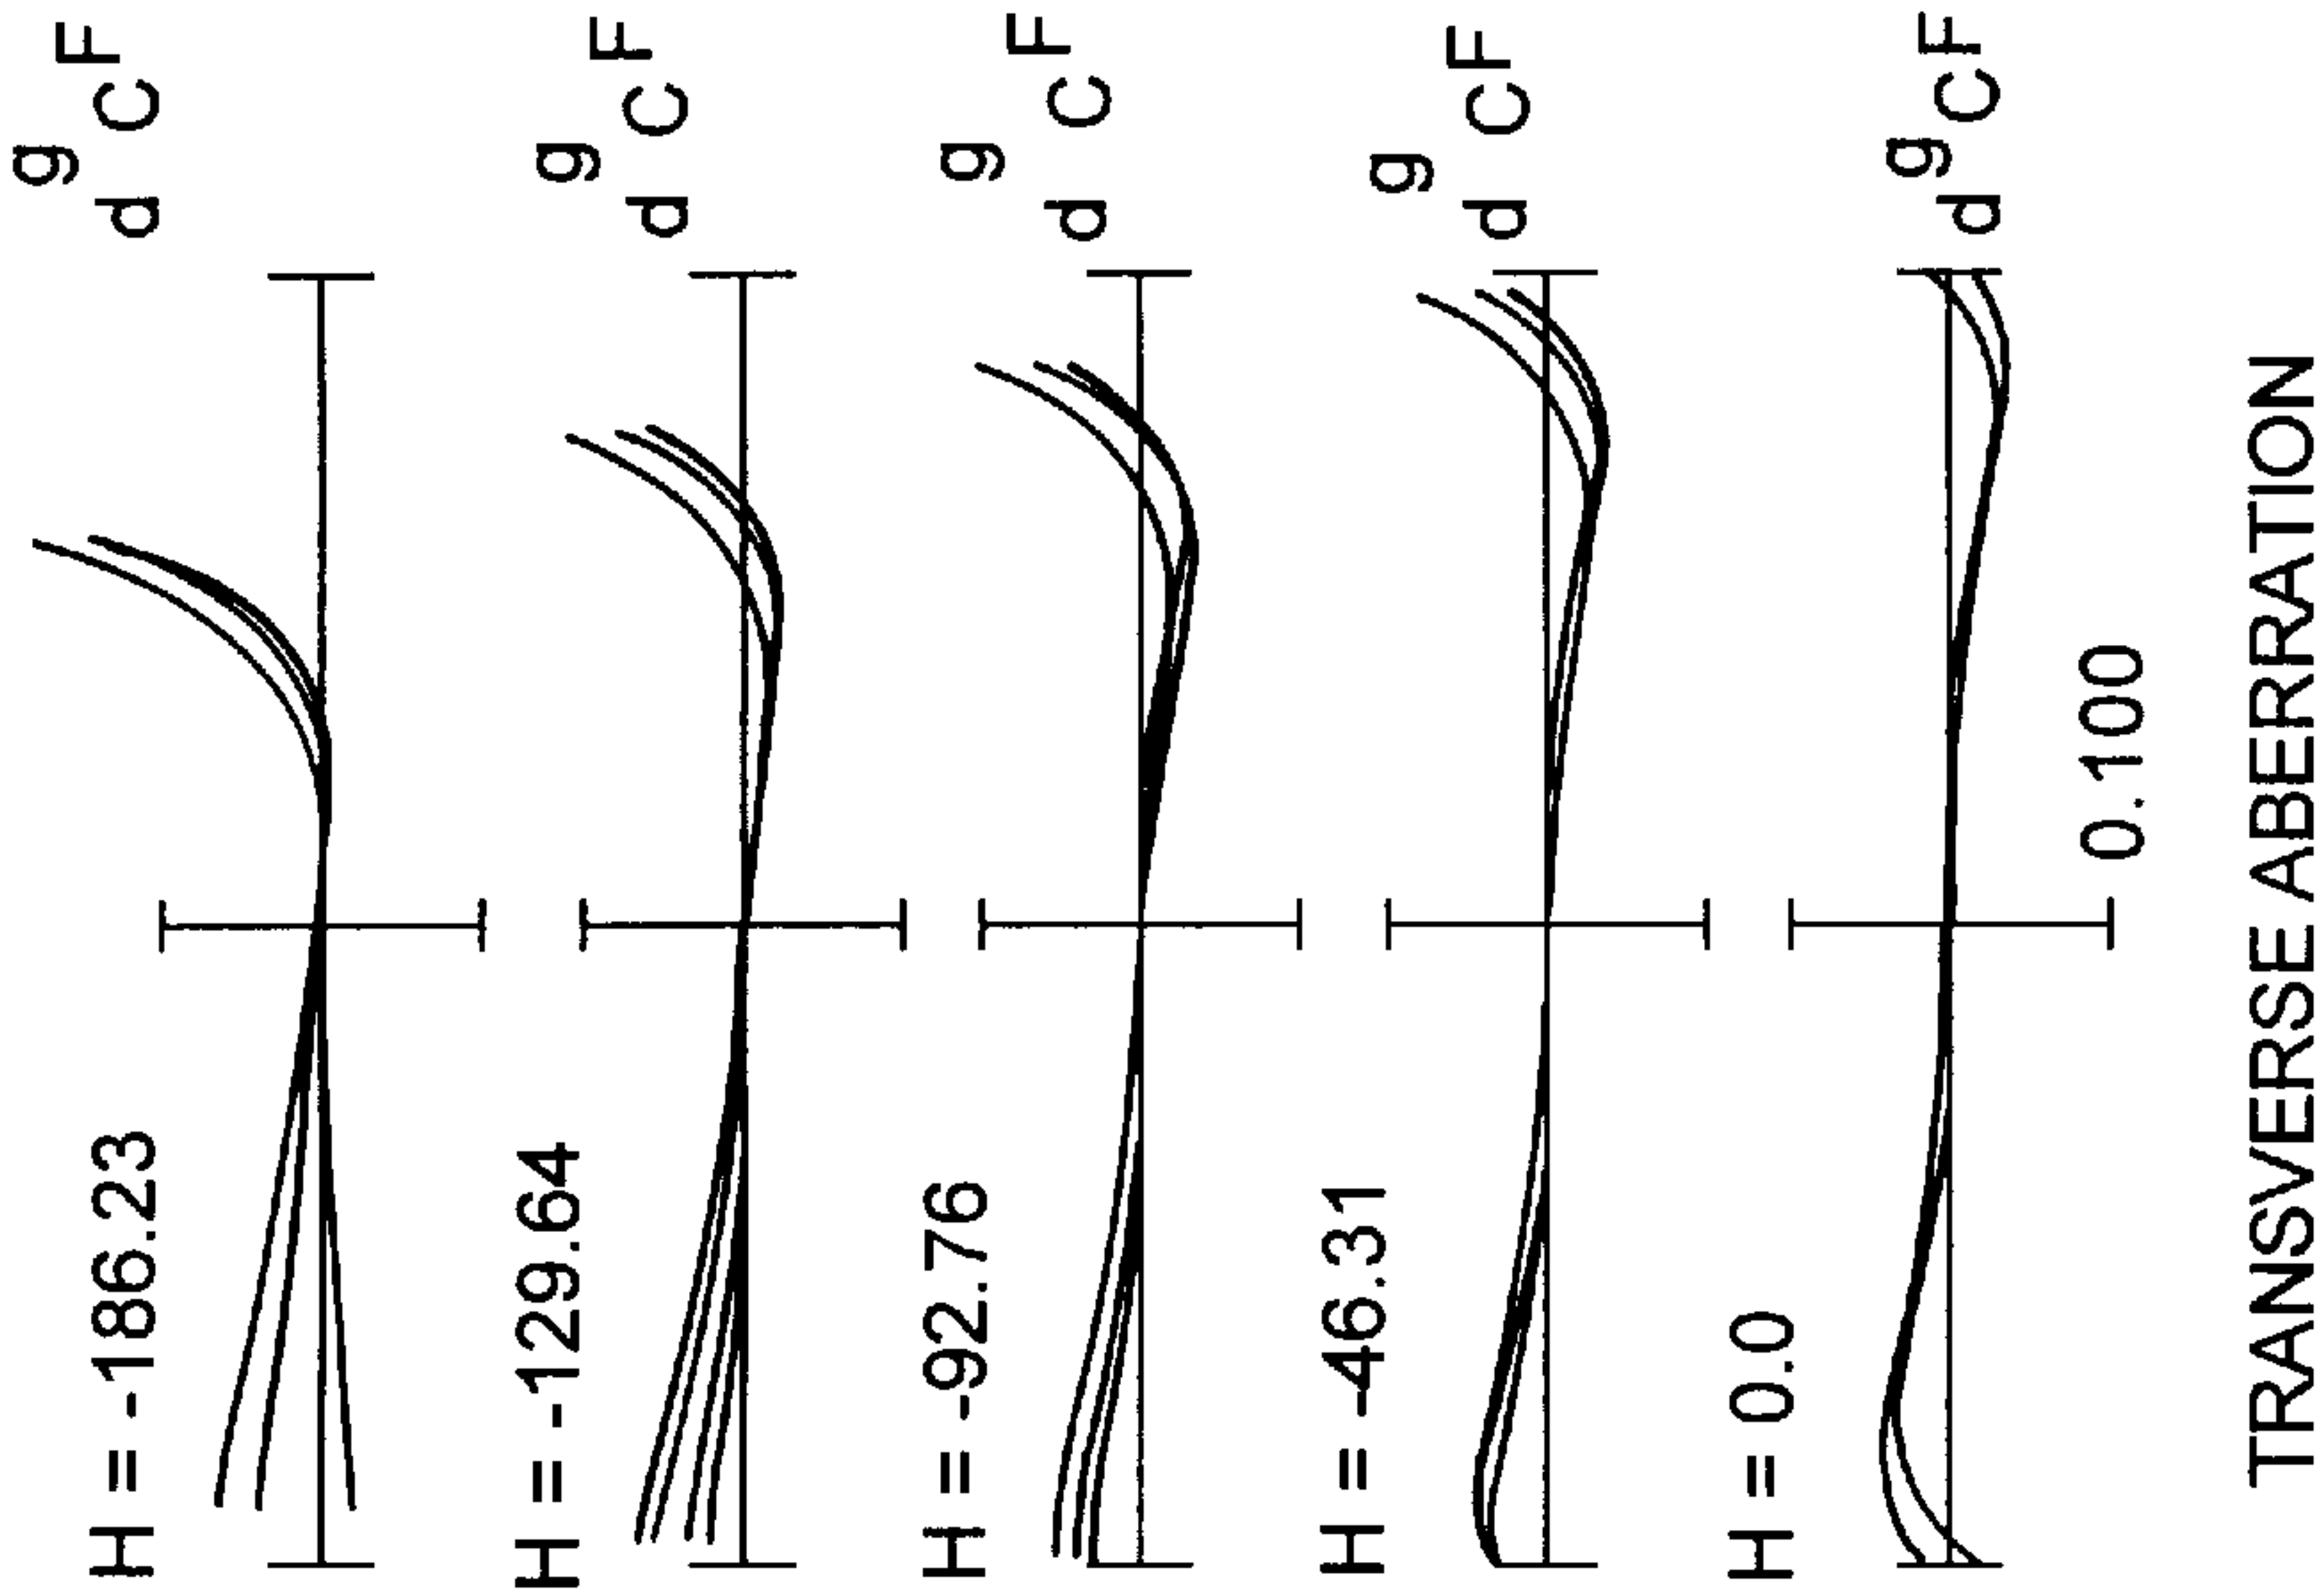 H = -186.23
g
d C F
H = -129.64
g
d C F
H = -92.76
g
d C F
H = -46.31
g
d C F
H = 0.0
d g C F
0.100
TRANSVERSE ABERRATION